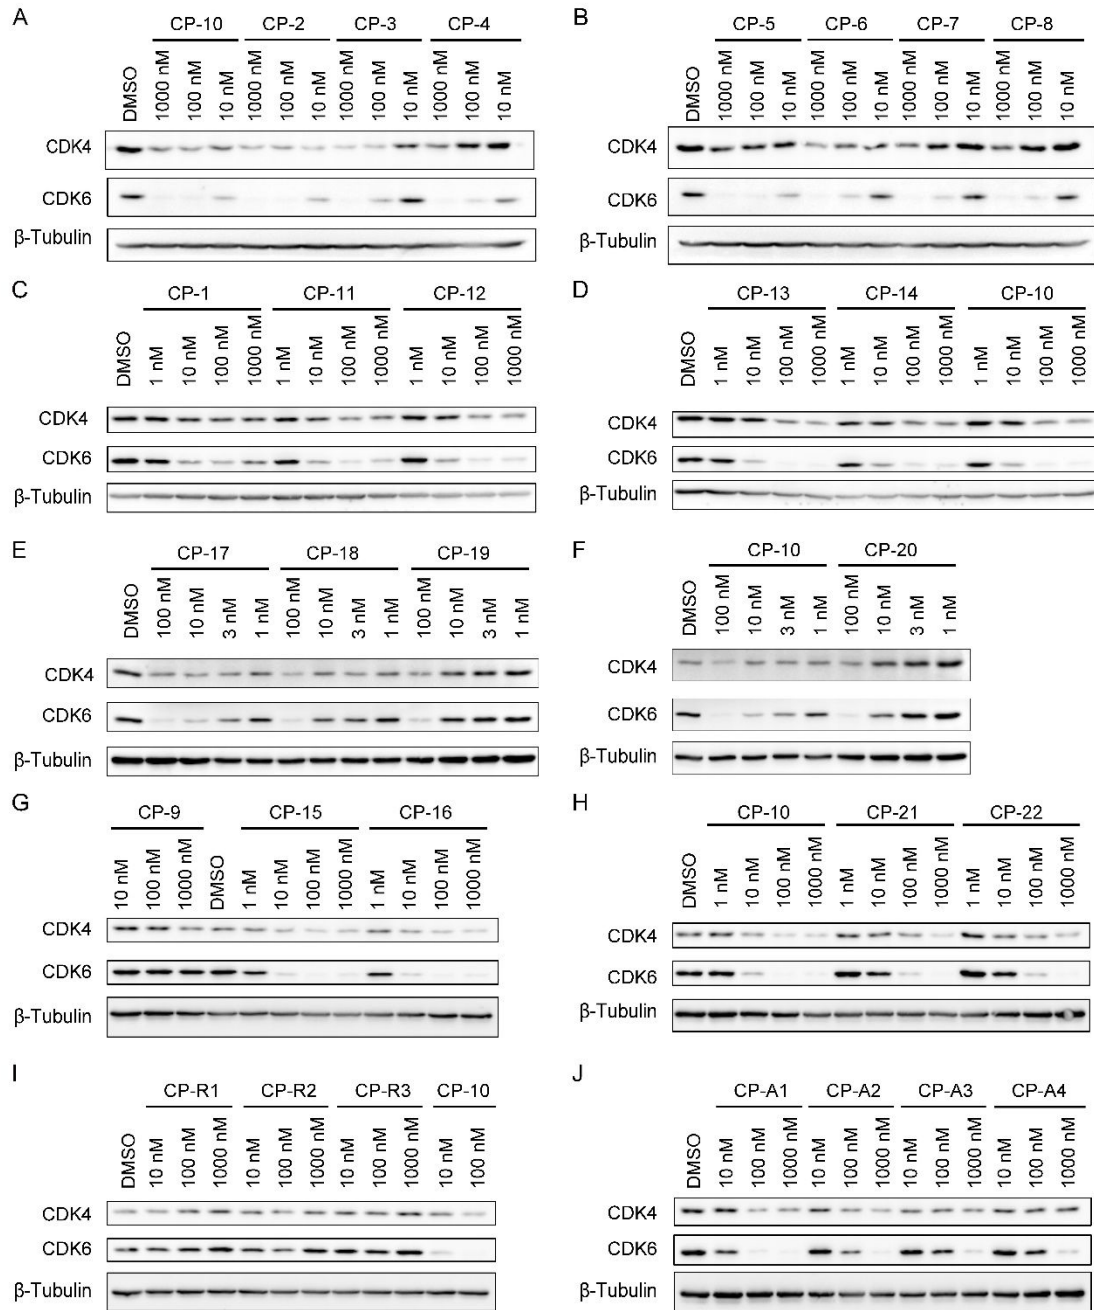 A
CP-10 CP-2 CP-3 CP-4
DMSO 1000 nM 100 nM 10 nM 1000 nM 100 nM 10 nM 1000 nM 100 nM 10 nM 1000 nM 100 nM 10 nM
CDK4
CDK6
β-Tubulin
B
CP-5 CP-6 CP-7 CP-8
DMSO 1000 nM 100 nM 10 nM 1000 nM 100 nM 10 nM 1000 nM 100 nM 10 nM 1000 nM 100 nM 10 nM
CDK4
CDK6
β-Tubulin
C
CP-1 CP-11 CP-12
DMSO 1 nM 10 nM 100 nM 1000 nM 1 nM 10 nM 100 nM 1000 nM 1 nM 10 nM 100 nM 1000 nM
CDK4
CDK6
β-Tubulin
D
CP-13 CP-14 CP-10
DMSO 1 nM 10 nM 100 nM 1000 nM 1 nM 10 nM 100 nM 1000 nM 1 nM 10 nM 100 nM 1000 nM
CDK4
CDK6
β-Tubulin
E
CP-17 CP-18 CP-19
DMSO 100 nM 10 nM 3 nM 1 nM 100 nM 10 nM 3 nM 1 nM 100 nM 10 nM 3 nM 1 nM
CDK4
CDK6
β-Tubulin
F
CP-10 CP-20
DMSO 100 nM 10 nM 3 nM 1 nM 100 nM 10 nM 3 nM 1 nM
CDK4
CDK6
β-Tubulin
G
CP-9 CP-15 CP-16
10 nM 100 nM 1000 nM DMSO 1 nM 10 nM 100 nM 1000 nM 1 nM 10 nM 100 nM 1000 nM
CDK4
CDK6
β-Tubulin
H
CP-10 CP-21 CP-22
DMSO 1 nM 10 nM 100 nM 1000 nM 1 nM 10 nM 100 nM 1000 nM 1 nM 10 nM 100 nM 1000 nM
CDK4
CDK6
β-Tubulin
I
CP-R1 CP-R2 CP-R3 CP-10
DMSO 10 nM 100 nM 1000 nM 10 nM 100 nM 1000 nM 10 nM 100 nM 1000 nM 10 nM 100 nM
CDK4
CDK6
β-Tubulin
J
CP-A1 CP-A2 CP-A3 CP-A4
DMSO 10 nM 100 nM 1000 nM 10 nM 100 nM 1000 nM 10 nM 100 nM 1000 nM 10 nM 100 nM 1000 nM
CDK4
CDK6
β-Tubulin